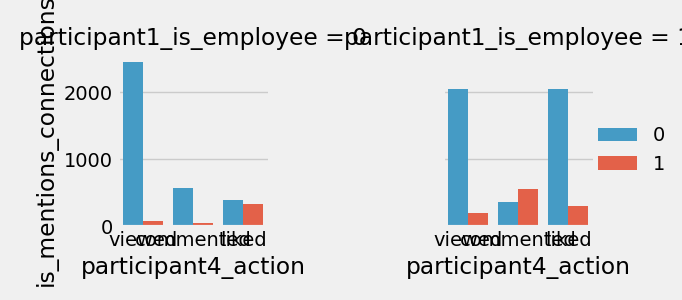 participant1_is_employee = 0
participant1_is_employee = 1
is_mentions_connections
2000
1000
0
viewed commented liked
viewed commented liked
participant4_action
participant4_action
0
1